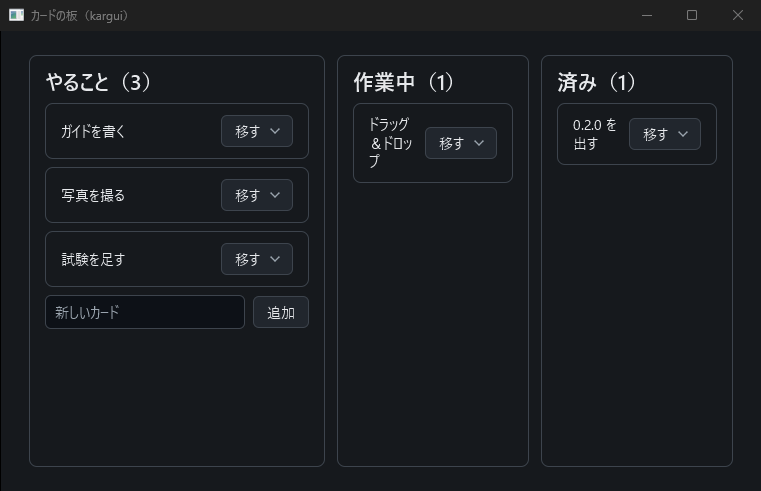 カードの板（kargui）
やること（3）
ガイドを書く
移す
写真を撮る
移す
試験を足す
移す
新しいカード
追加
作業中（1）
ドラッグ
＆ドロッ
プ
移す
済み（1）
0.2.0 を
出す
移す